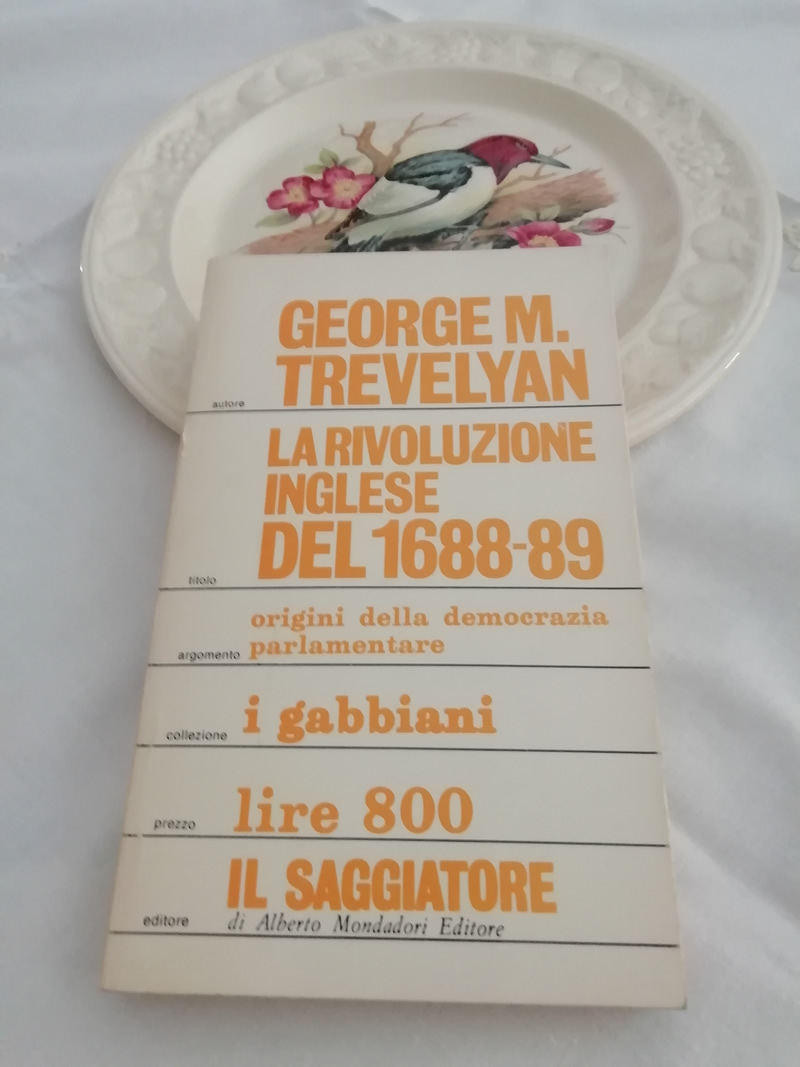 GEORGE M.
TREVELYAN
autore
LA RIVOLUZIONE
INGLESE
DEL 1688-89
titolo
origini della democrazia
argomento parlamentare
collezione i gabbiani
prezzo lire 800
IL SAGGIATORE
editore di Alberto Mondadori Editore